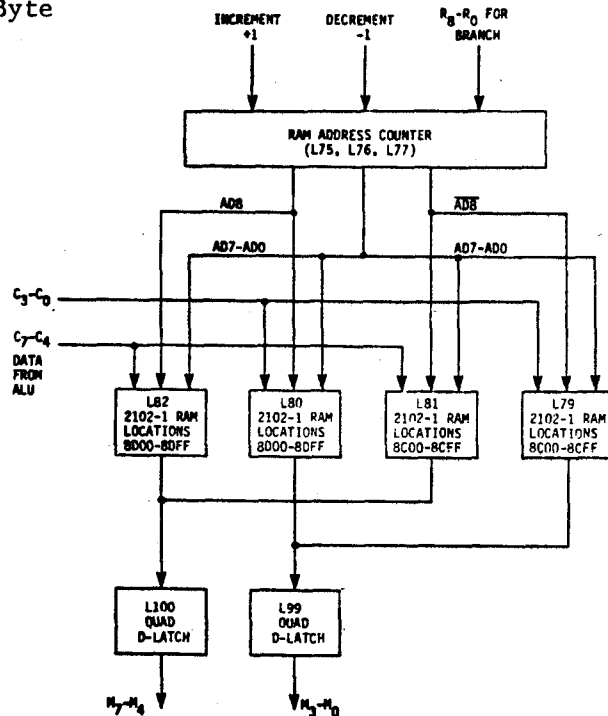 Byte
INCREMENT
+1
DECREMENT
-1
R8-R0 FOR
BRANCH
RAM ADDRESS COUNTER
(L75, L76, L77)
AD8
AD8
AD7-AD0
AD7-AD0
C3-C0
C7-C4
DATA
FROM
ALU
L82
2102-1 RAM
LOCATIONS
8D00-8DFF
L80
2102-1 RAM
LOCATIONS
8D00-8DFF
L81
2102-1 RAM
LOCATIONS
8C00-8CFF
L79
2102-1 RAM
LOCATIONS
8C00-8CFF
L100
QUAD
D-LATCH
L99
QUAD
D-LATCH
M7-M4
M3-M0